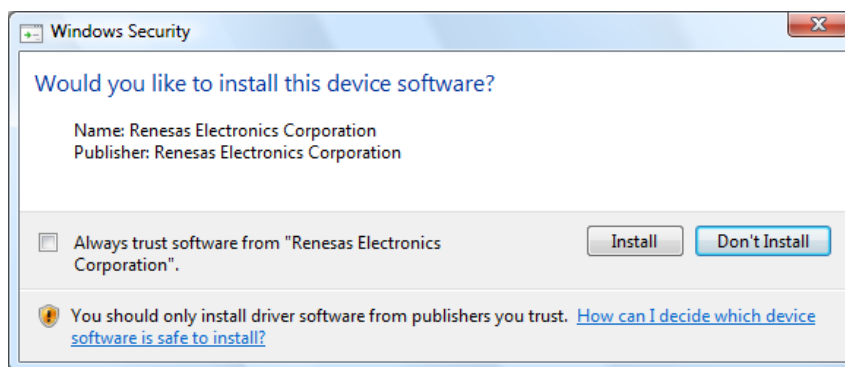 Windows Security
Would you like to install this device software?
Name: Renesas Electronics Corporation
Publisher: Renesas Electronics Corporation
Always trust software from "Renesas Electronics
Corporation".
Install
Don't Install
You should only install driver software from publishers you trust. How can I decide which device
software is safe to install?